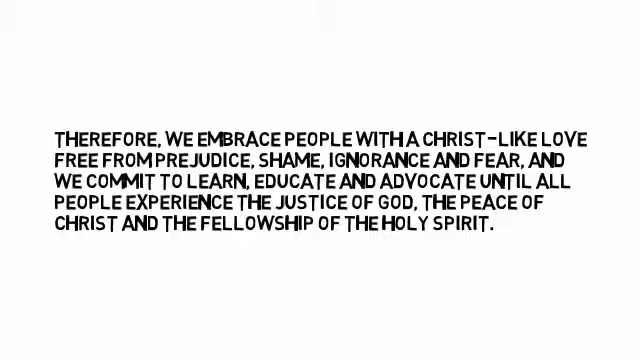 THEREFORE, WE EMBRACE PEOPLE WITH A CHRIST-LIKE LOVE
FREE FROM PREJUDICE, SHAME, IGNORANCE AND FEAR, AND
WE COMMIT TO LEARN, EDUCATE AND ADVOCATE UNTIL ALL
PEOPLE EXPERIENCE THE JUSTICE OF GOD, THE PEACE OF
CHRIST AND THE FELLOWSHIP OF THE HOLY SPIRIT.